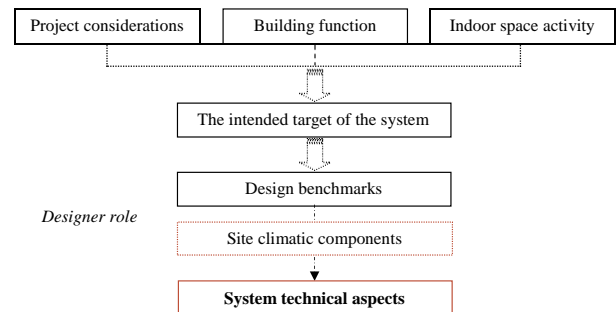 Project considerations
Building function
Indoor space activity
The intended target of the system
Design benchmarks
Designer role
Site climatic components
System technical aspects